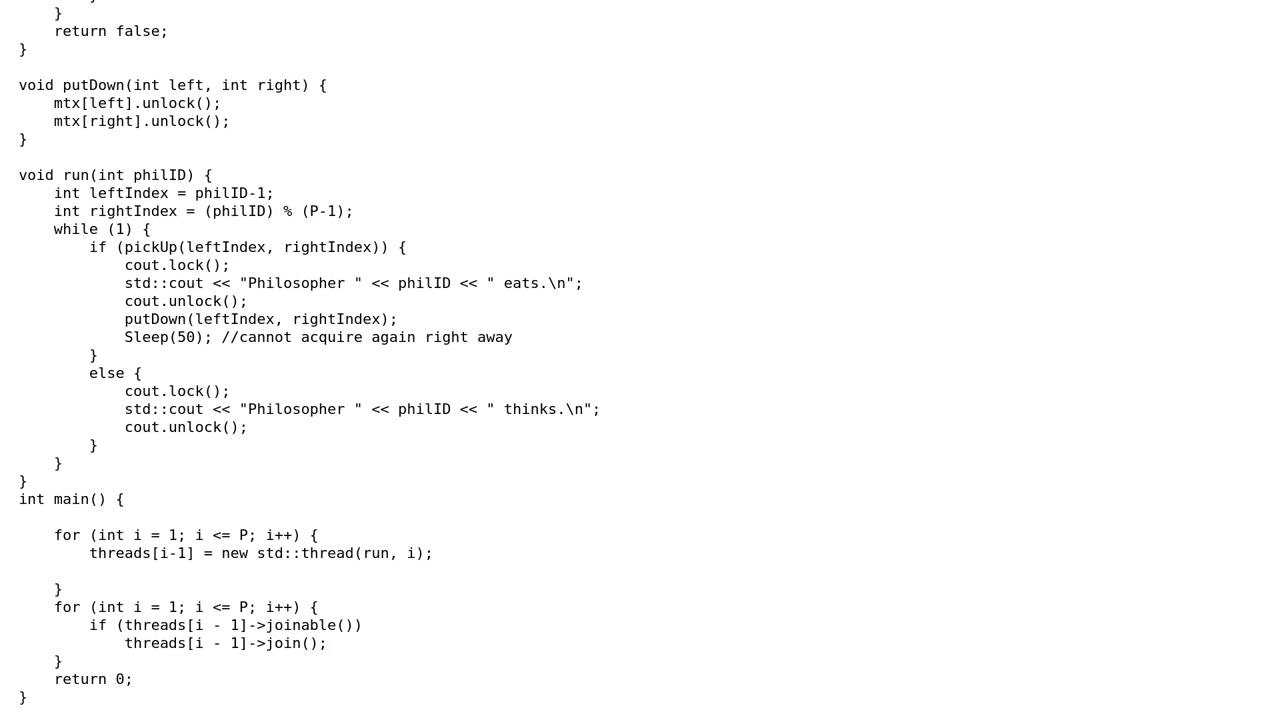 }
    return false;
}

void putDown(int left, int right) {
    mtx[left].unlock();
    mtx[right].unlock();
}

void run(int philID) {
    int leftIndex = philID-1;
    int rightIndex = (philID) % (P-1);
    while (1) {
        if (pickUp(leftIndex, rightIndex)) {
            cout.lock();
            std::cout << "Philosopher " << philID << " eats.\n";
            cout.unlock();
            putDown(leftIndex, rightIndex);
            Sleep(50); //cannot acquire again right away
        }
        else {
            cout.lock();
            std::cout << "Philosopher " << philID << " thinks.\n";
            cout.unlock();
        }
    }
}
int main() {

    for (int i = 1; i <= P; i++) {
        threads[i-1] = new std::thread(run, i);

    }
    for (int i = 1; i <= P; i++) {
        if (threads[i - 1]->joinable())
            threads[i - 1]->join();
    }
    return 0;
}